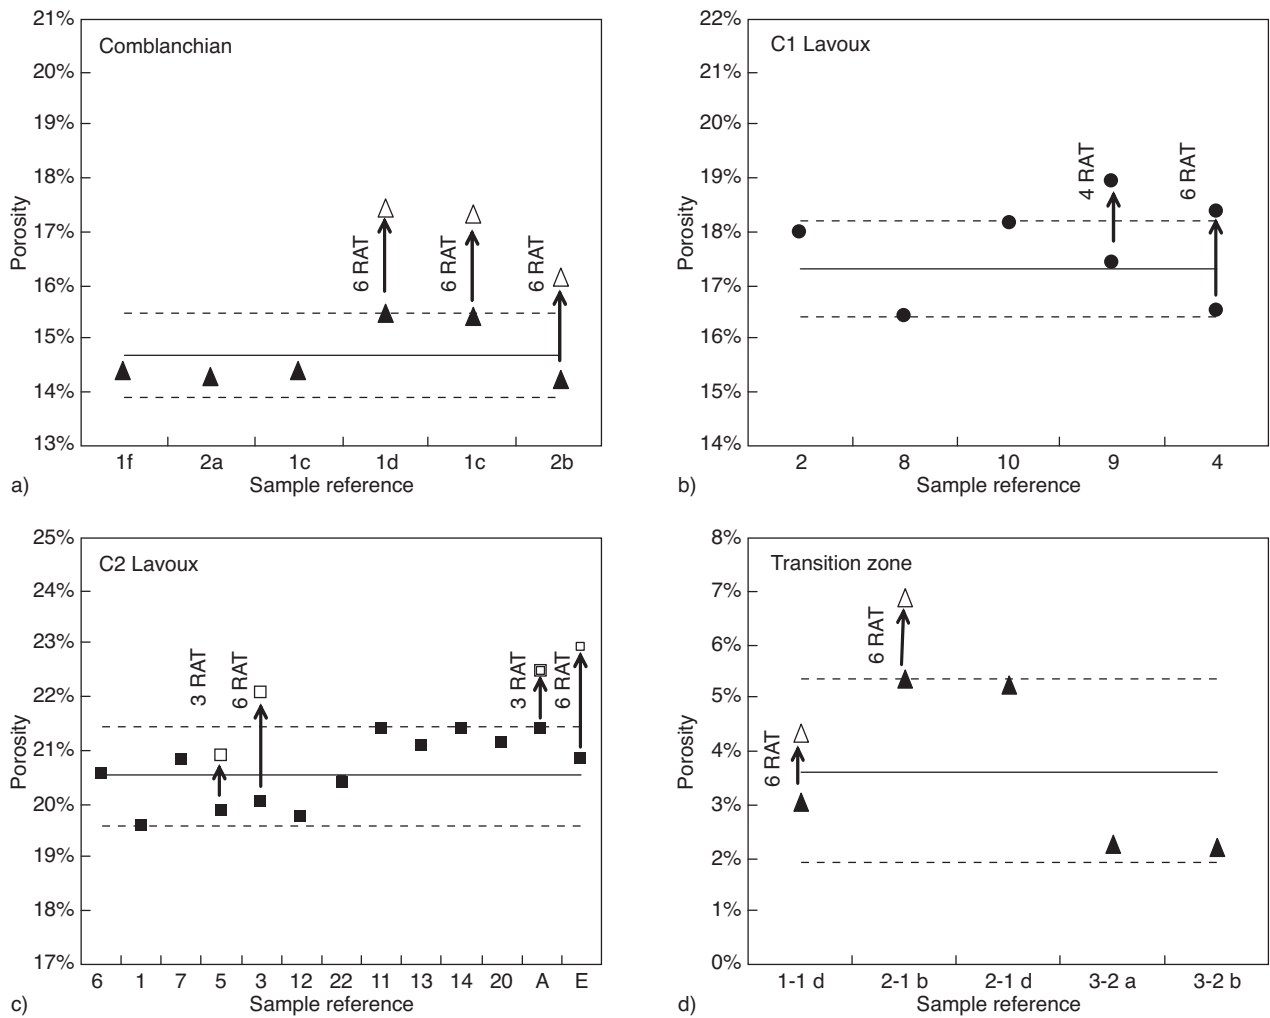 21%
Comblanchian
20%
19%
18%
17%
16%
15%
14%
13%
Porosity
6 RAT
6 RAT
6 RAT
1f 2a 1c 1d 1c 2b
Sample reference
a)
22%
C1 Lavoux
21%
20%
19%
18%
17%
16%
15%
14%
Porosity
4 RAT
6 RAT
2 8 10 9 4
Sample reference
b)
25%
C2 Lavoux
24%
23%
22%
21%
20%
19%
18%
17%
Porosity
3 RAT
6 RAT
3 RAT
6 RAT
6 1 7 5 3 12 22 11 13 14 20 A E
Sample reference
c)
8%
Transition zone
7%
6%
5%
4%
3%
2%
1%
0%
Porosity
6 RAT
6 RAT
1-1 d 2-1 b 2-1 d 3-2 a 3-2 b
Sample reference
d)